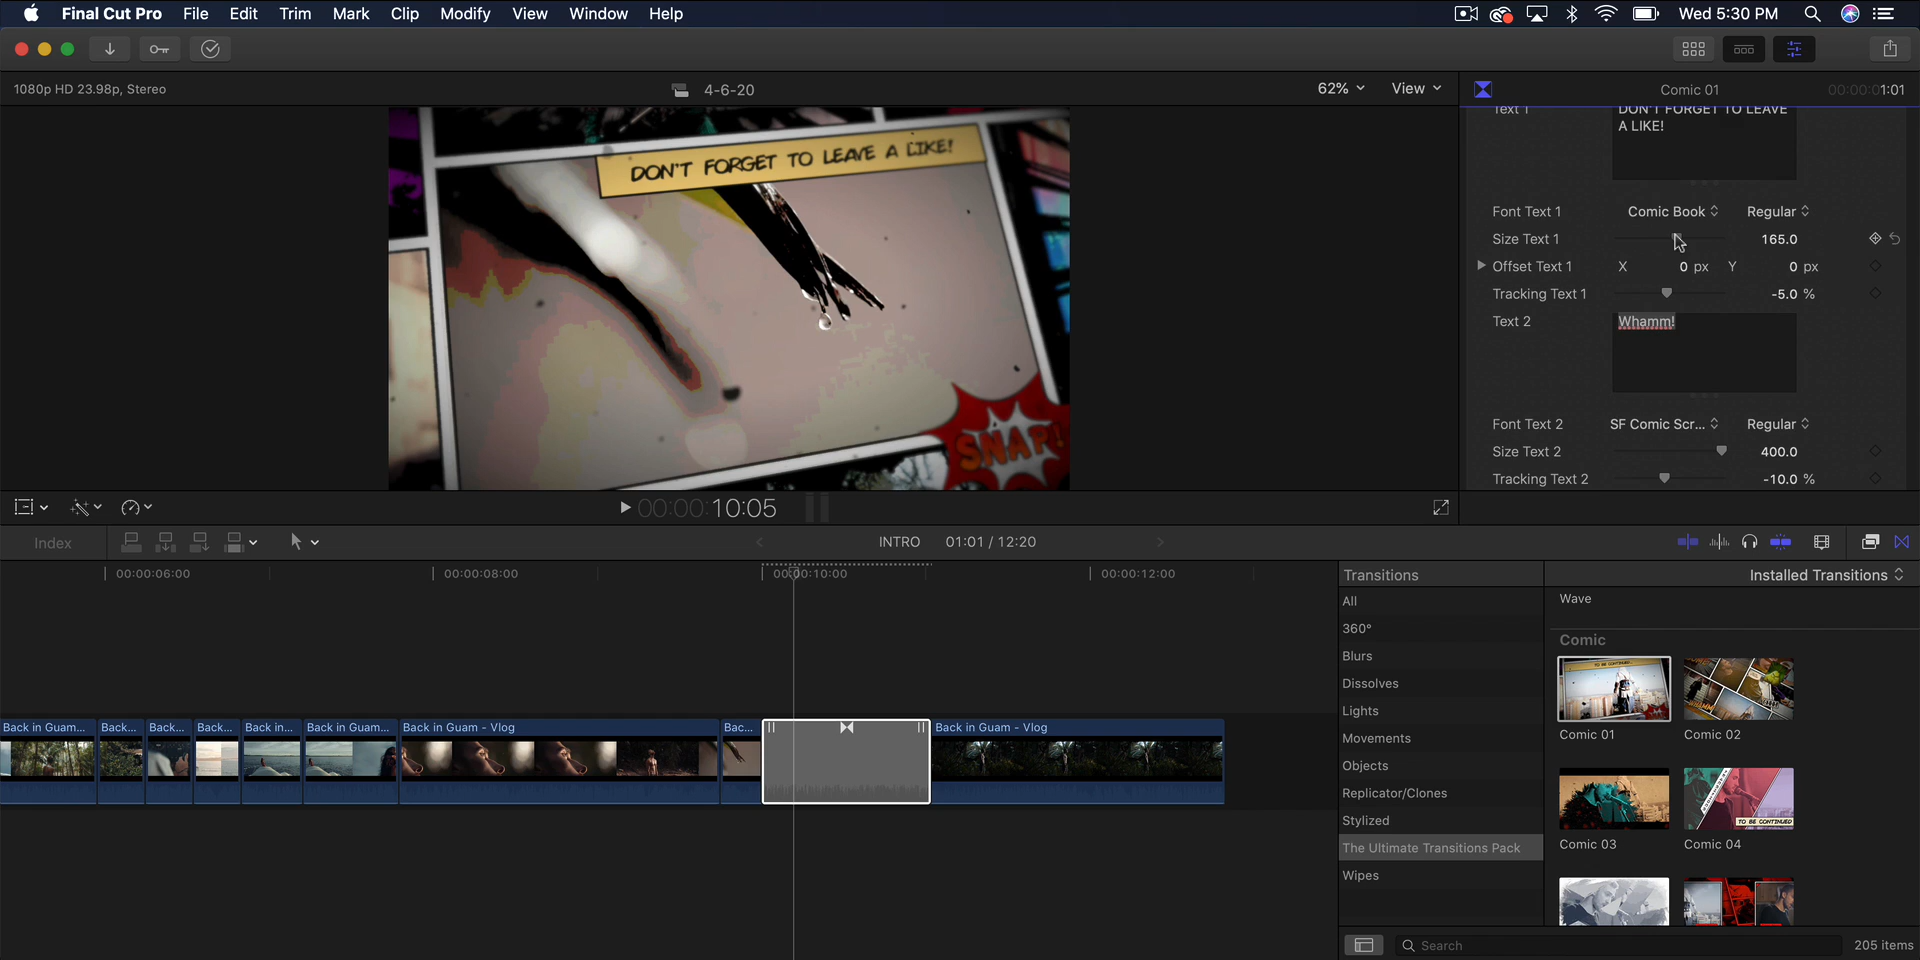 Final Cut Pro File Edit Trim Mark Clip Modify View Window Help Wed 5:30 PM
1080p HD 23.98p, Stereo 4-6-20 62% View Comic 01 00:00:01:01
Text 1 DON'T FORGET TO LEAVE
A LIKE!
DON'T FORGET TO LEAVE A LIKE!
SNAP!
Font Text 1 Comic Book Regular
Size Text 1 165.0
Offset Text 1 X 0 px Y 0 px
Tracking Text 1 -5.0 %
Text 2 Whamm!
Font Text 2 SF Comic Scr... Regular
Size Text 2 400.0
Tracking Text 2 -10.0 %
00:00:10:05
Index INTRO 01:01 / 12:20
00:00:06:00 00:00:08:00 00:00:10:00 00:00:12:00
Back in Guam... Back... Back... Back... Back in... Back in Guam... Back in Guam - Vlog Bac... Back in Guam - Vlog
Transitions Installed Transitions
All
360°
Blurs
Dissolves
Lights
Movements
Objects
Replicator/Clones
Stylized
The Ultimate Transitions Pack
Wipes
Wave
Comic
TO BE CONTINUED...
Comic 01 Comic 02
TO BE CONTINUED
Comic 03 Comic 04
Search 205 items